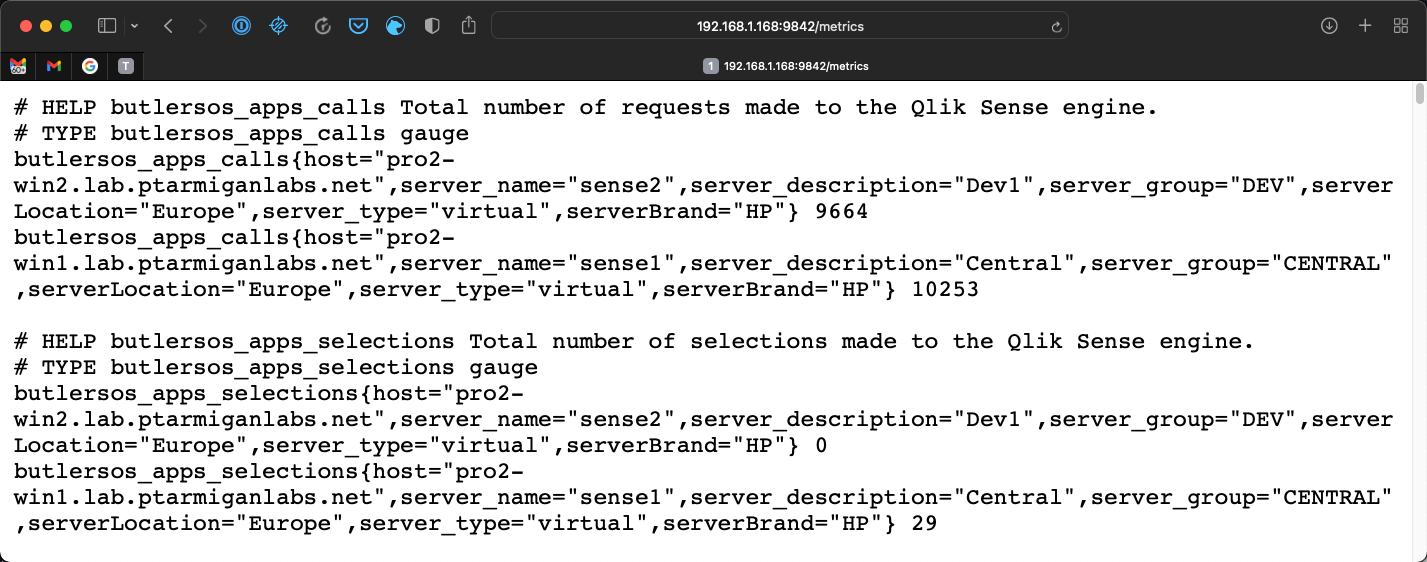 192.168.1.168:9842/metrics
60+
G
T
1 192.168.1.168:9842/metrics
# HELP butlersos_apps_calls Total number of requests made to the Qlik Sense engine.
# TYPE butlersos_apps_calls gauge
butlersos_apps_calls{host="pro2-
win2.lab.ptarmiganlabs.net",server_name="sense2",server_description="Dev1",server_group="DEV",server
Location="Europe",server_type="virtual",serverBrand="HP"} 9664
butlersos_apps_calls{host="pro2-
win1.lab.ptarmiganlabs.net",server_name="sense1",server_description="Central",server_group="CENTRAL"
,serverLocation="Europe",server_type="virtual",serverBrand="HP"} 10253
# HELP butlersos_apps_selections Total number of selections made to the Qlik Sense engine.
# TYPE butlersos_apps_selections gauge
butlersos_apps_selections{host="pro2-
win2.lab.ptarmiganlabs.net",server_name="sense2",server_description="Dev1",server_group="DEV",server
Location="Europe",server_type="virtual",serverBrand="HP"} 0
butlersos_apps_selections{host="pro2-
win1.lab.ptarmiganlabs.net",server_name="sense1",server_description="Central",server_group="CENTRAL"
,serverLocation="Europe",server_type="virtual",serverBrand="HP"} 29